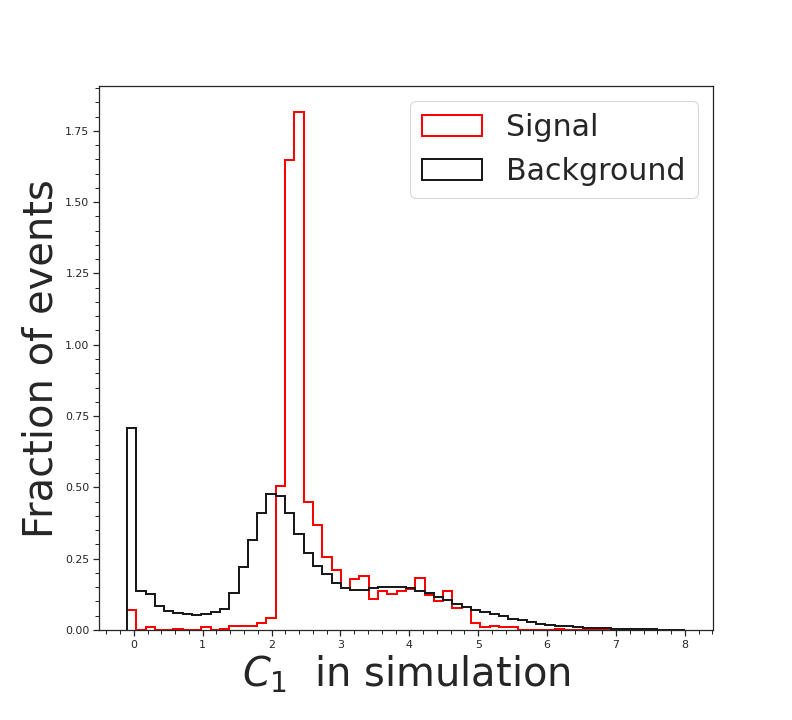 Signal
Background
Fraction of events
1.75
1.50
1.25
1.00
0.75
0.50
0.25
0.00
0 1 2 3 4 5 6 7 8
C₁ in simulation